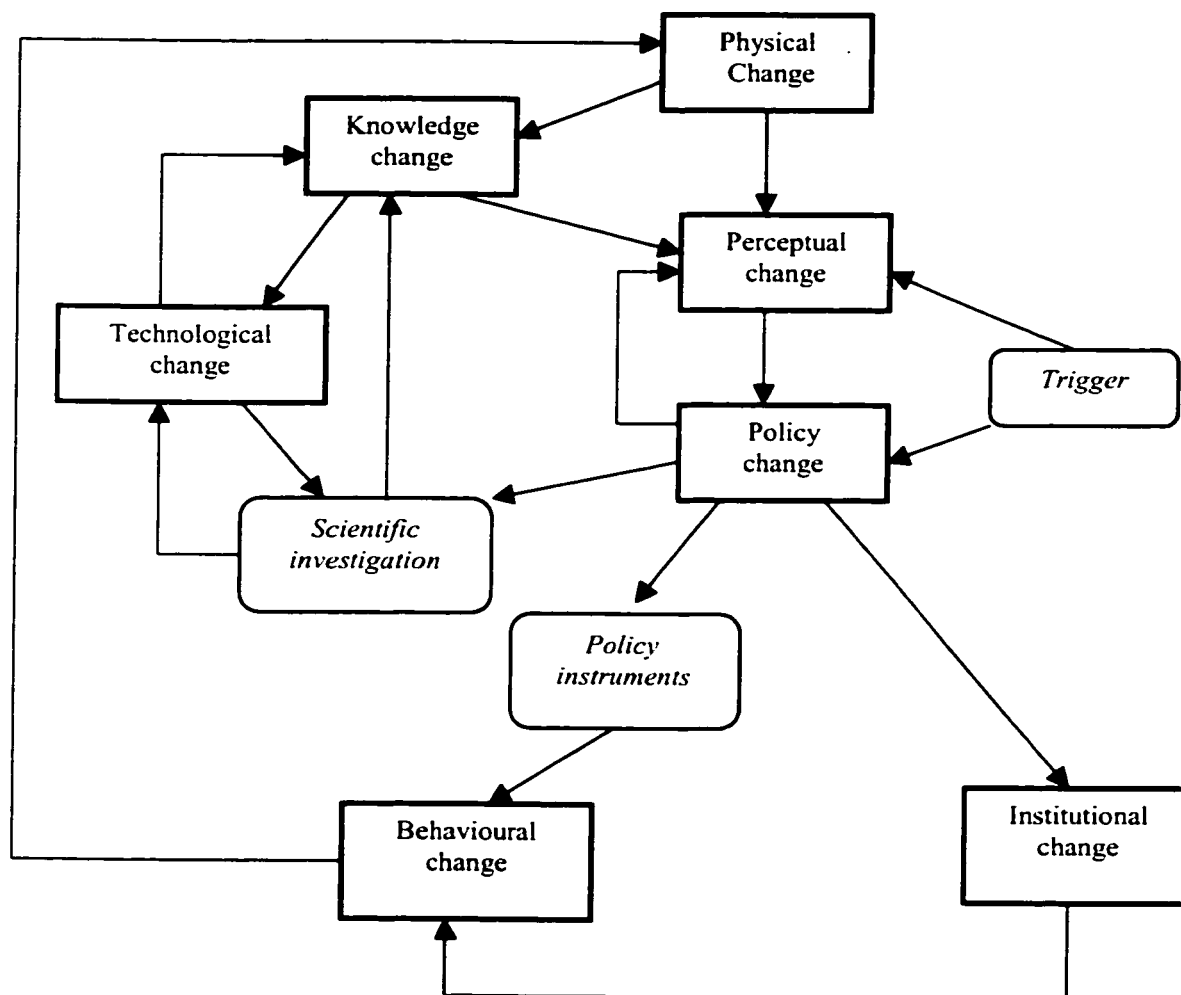 Physical
Change
Knowledge
change
Perceptual
change
Technological
change
Trigger
Policy
change
Scientific
investigation
Policy
instruments
Behavioural
change
Institutional
change